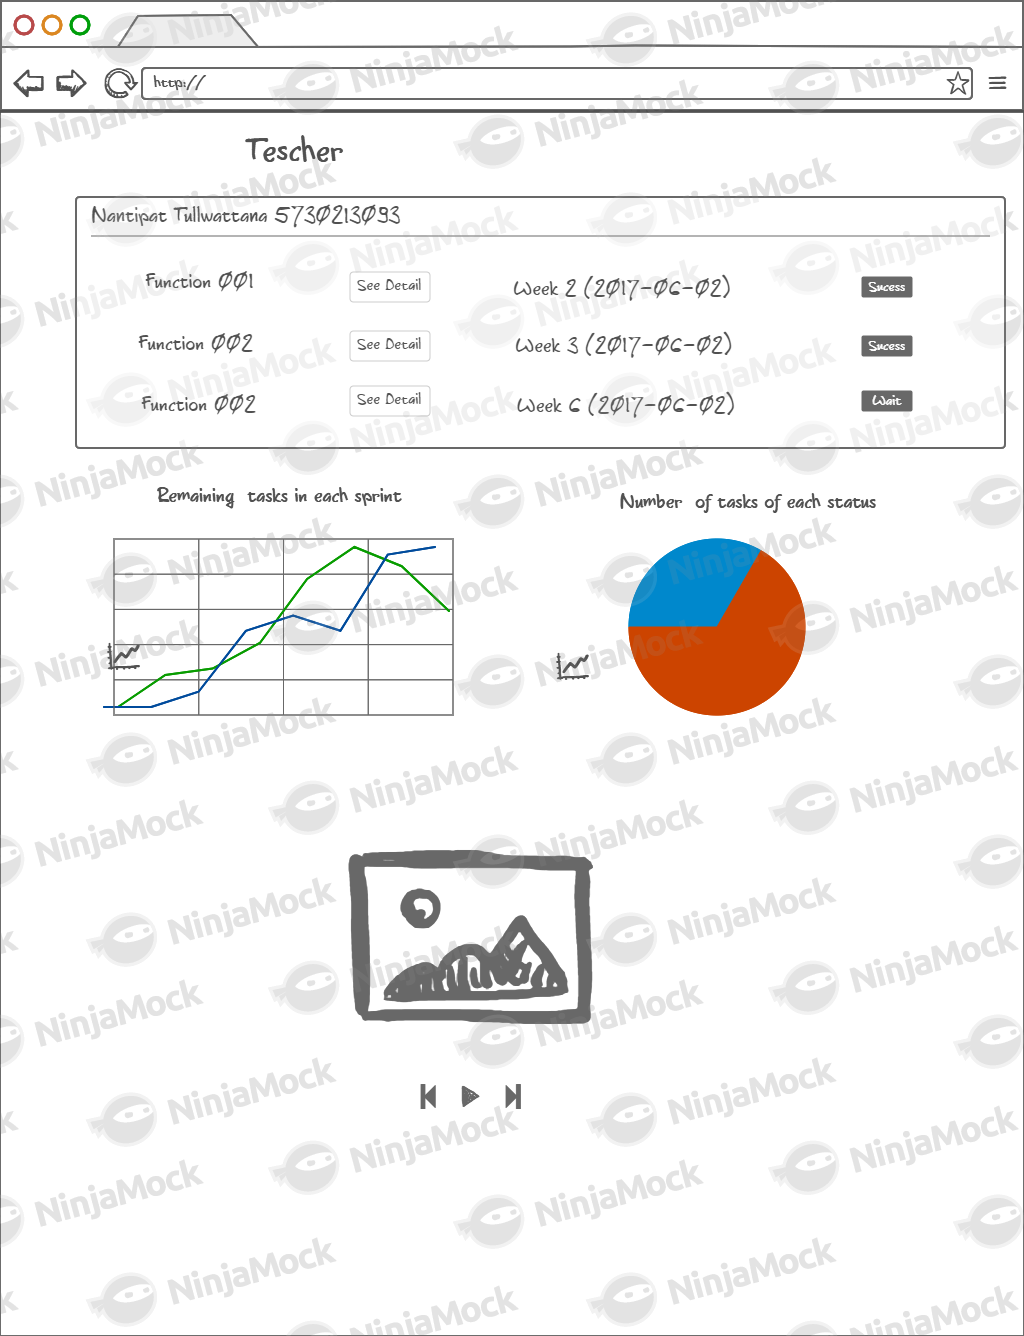 http://
Tescher
Nantipat Tullwattana 5730213093
Function 001 See Detail Week 2 (2017-06-02) Sucess
Function 002 See Detail Week 3 (2017-06-02) Sucess
Function 002 See Detail Week 6 (2017-06-02) Wait
Remaining tasks in each sprint
Number of tasks of each status
NinjaMock